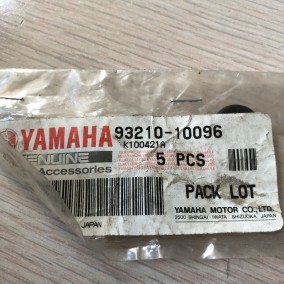 YAMAHA 93210-10096
K100421A
GENUINE 5 PCS
Accessories
PACK LOT
JAPAN
YAMAHA MOTOR CO.,LTD.
2500 SHINGAI IWATA SHIZUOKA JAPAN